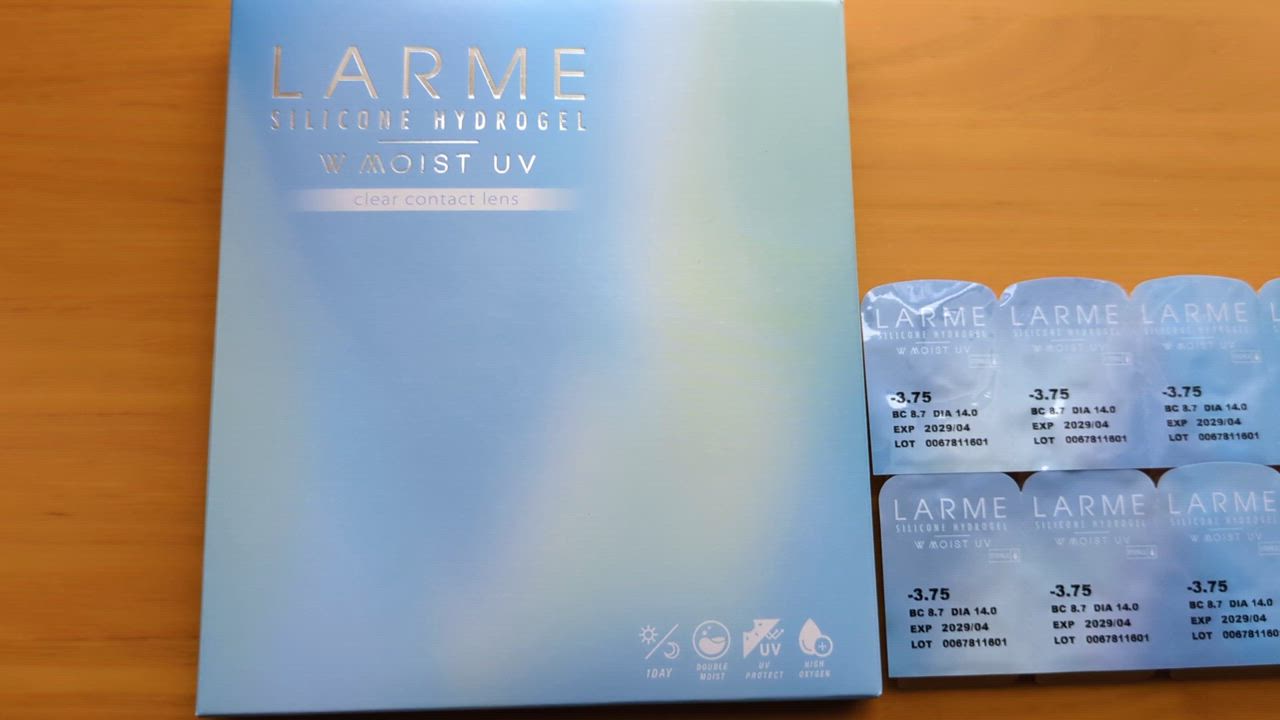 LARME
SILICONE HYDROGEL
W MOIST UV
clear contact lens
1DAY
DOUBLE MOIST
UV
UV PROTECT
HIGH OXYGEN
LARME
SILICONE HYDROGEL
W MOIST UV
-3.75
BC 8.7 DIA 14.0
EXP 2029/04
LOT 0067811601
LARME
SILICONE HYDROGEL
W MOIST UV
-3.75
BC 8.7 DIA 14.0
EXP 2029/04
LOT 0067811601
LARME
SILICONE HYDROGEL
W MOIST UV
-3.75
BC 8.7 DIA 14.0
EXP 2029/04
LOT 0067811601
LARME
SILICONE HYDROGEL
W MOIST UV
-3.75
BC 8.7 DIA 14.0
EXP 2029/04
LOT 0067811601
LARME
SILICONE HYDROGEL
W MOIST UV
-3.75
BC 8.7 DIA 14.0
EXP 2029/04
LOT 0067811601
LARME
SILICONE HYDROGEL
W MOIST UV
-3.75
BC 8.7 DIA 14.0
EXP 2029/04
LOT 006781160